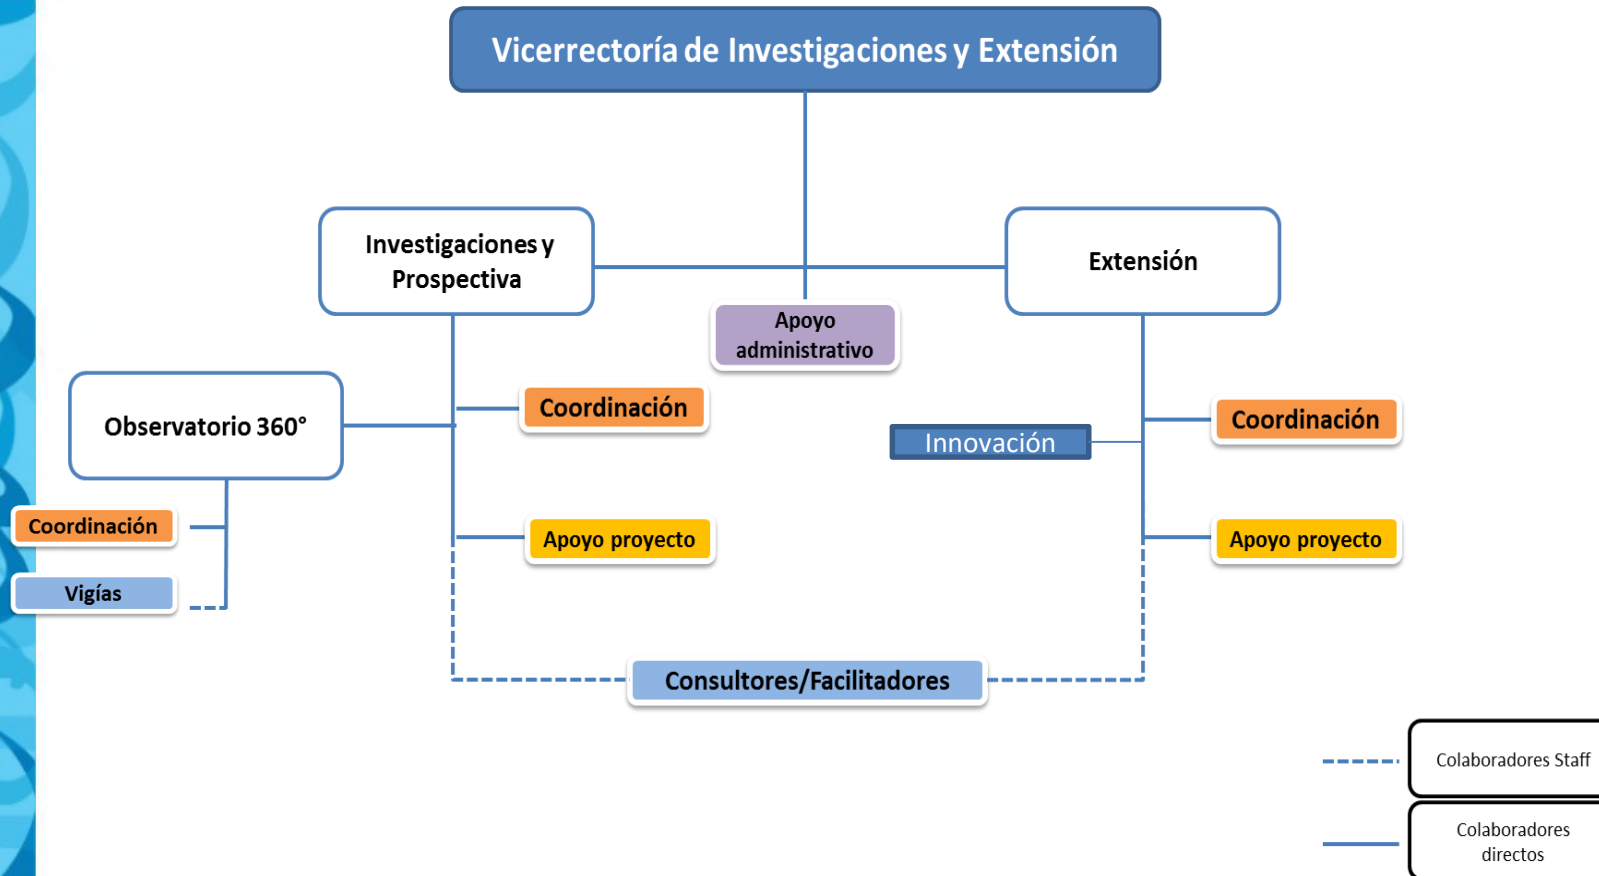 Vicerrectoría de Investigaciones y Extensión
Investigaciones y
Prospectiva
Extensión
Apoyo
administrativo
Observatorio 360°
Coordinación
Coordinación
Innovación
Coordinación
Apoyo proyecto
Apoyo proyecto
Vigías
Consultores/Facilitadores
Colaboradores Staff
Colaboradores
directos